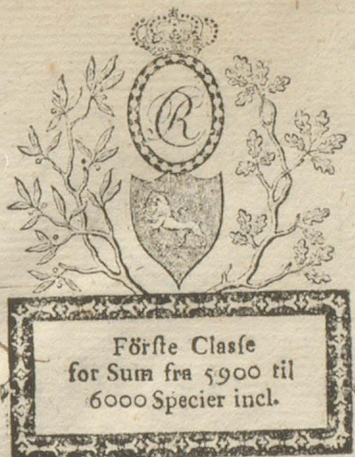 R
Förſte Claſſe
for Sum fra 5900 til
6000 Specier incl.